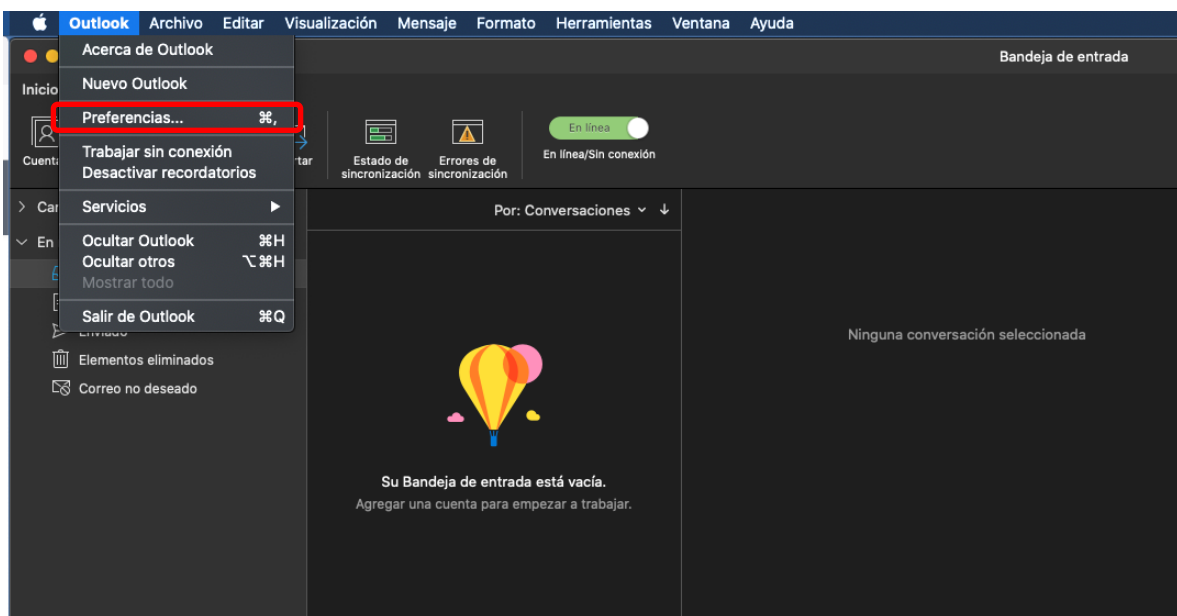 Outlook Archivo Editar Visualización Mensaje Formato Herramientas Ventana Ayuda
Bandeja de entrada
Acerca de Outlook
Nuevo Outlook
Preferencias... ⌘,
Trabajar sin conexión
Desactivar recordatorios
Servicios ▶
Ocultar Outlook ⌘H
Ocultar otros ⌥⌘H
Mostrar todo
Salir de Outlook ⌘Q
Inicio
Estado de sincronización
Errores de sincronización
En línea
En línea/Sin conexión
En
Enviado
Elementos eliminados
Correo no deseado
Por: Conversaciones
Su Bandeja de entrada está vacía.
Agregar una cuenta para empezar a trabajar.
Ninguna conversación seleccionada